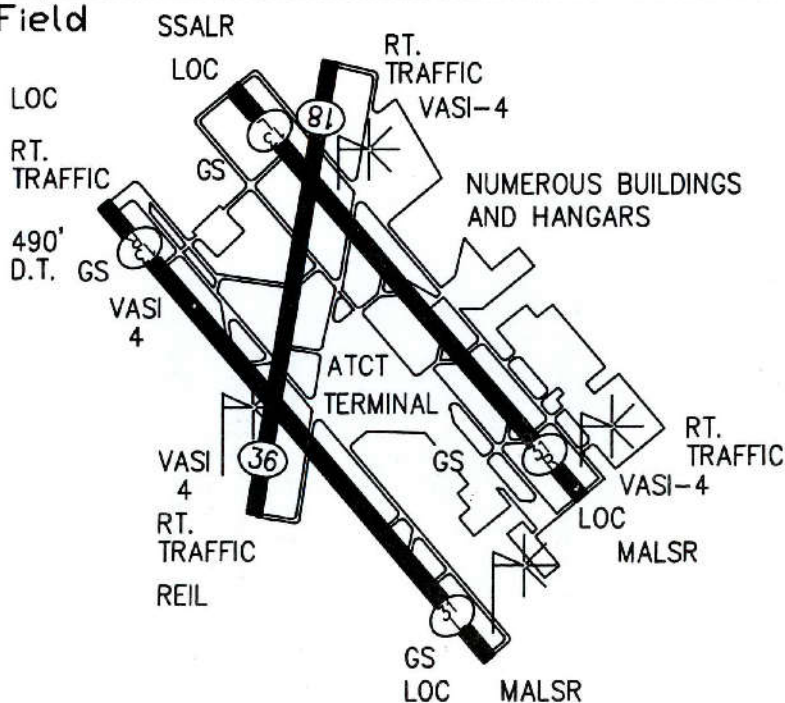 Field
SSALR
LOC
RT.
TRAFFIC
VASI-4
LOC
RT.
TRAFFIC
490'
D.T.
GS
18
GS
NUMEROUS BUILDINGS
AND HANGARS
VASI
4
ATCT
TERMINAL
VASI
4
36
GS
RT.
TRAFFIC
VASI-4
LOC
MALSR
RT.
TRAFFIC
REIL
GS
LOC
MALSR